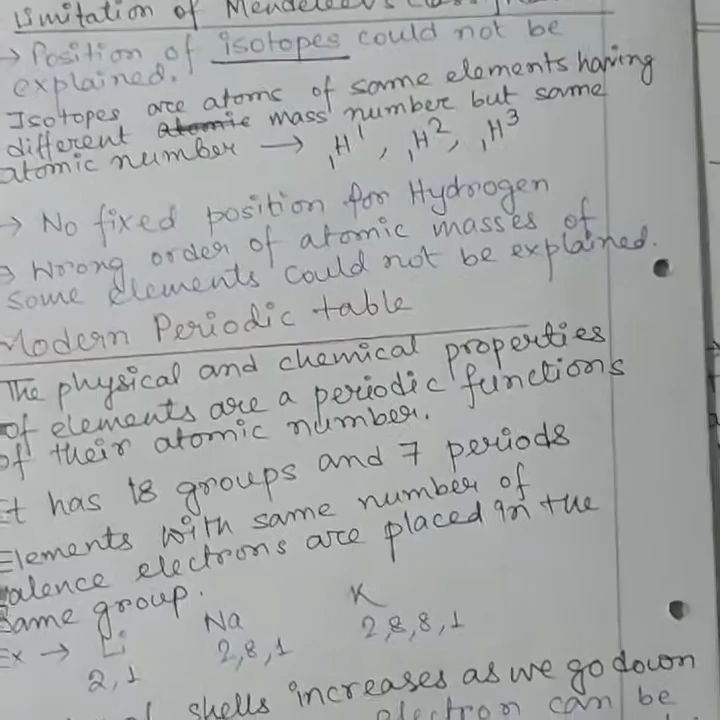 Limitation of Mendeleev's
→ Position of isotopes could not be
explained.
Isotopes are atoms of same elements having
different atomic mass number but same
atomic number → ₁H¹, ₁H², ₁H³
→ No fixed position for Hydrogen
→ Wrong order of atomic masses of
some elements could not be explained.
Modern Periodic table
The physical and chemical properties
of elements are a periodic functions
of their atomic number.
It has 18 groups and 7 periods
Elements with same number of
valence electrons are placed in the
same group.
Ex → Li Na K
2,1 2,8,1 2,8,8,1
shells increases as we go down
electron can be